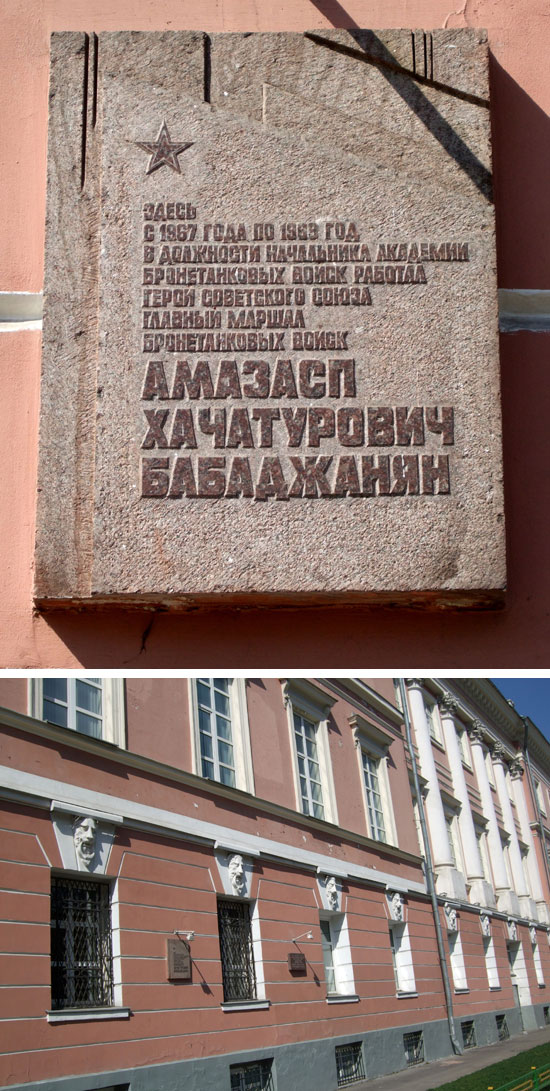 ЗДЕСЬ
С 1967 ГОДА ПО 1969 ГОД
В ДОЛЖНОСТИ НАЧАЛЬНИКА АКАДЕМИИ
БРОНЕТАНКОВЫХ ВОЙСК РАБОТАЛ
ГЕРОЙ СОВЕТСКОГО СОЮЗА
ГЛАВНЫЙ МАРШАЛ
БРОНЕТАНКОВЫХ ВОЙСК
АМАЗАСП
ХАЧАТУРОВИЧ
БАБАДЖАНЯН